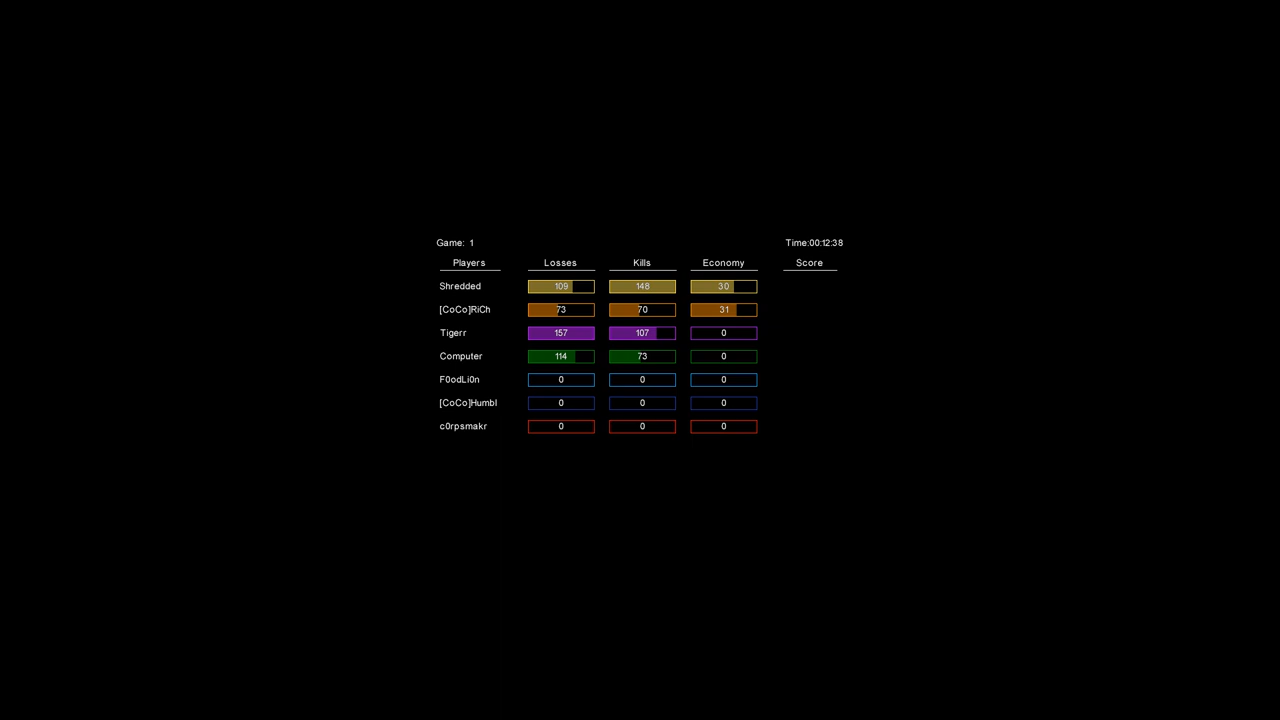 Game: 1 Time:00:12:38
Players Losses Kills Economy Score
Shredded 109 148 30
[CoCo]RiCh 73 70 31
Tigerr 157 107 0
Computer 114 73 0
F0odLi0n 0 0 0
[CoCo]Humbl 0 0 0
c0rpsmakr 0 0 0